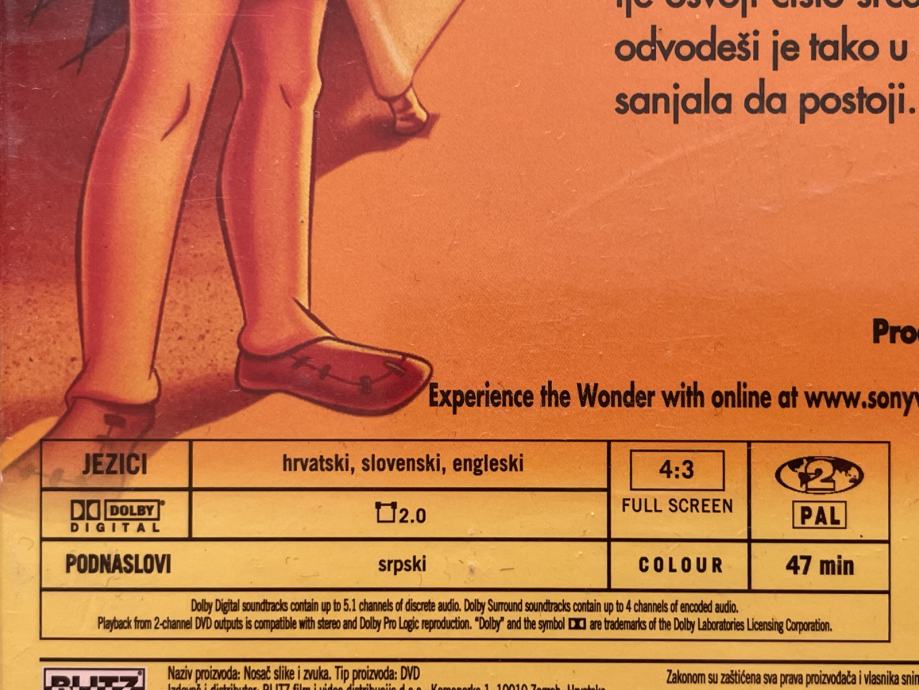 odvodeši je tako u
sanjala da postoji.
Experience the Wonder with online at www.sony
JEZICI
hrvatski, slovenski, engleski
4:3
FULL SCREEN
2
PAL
DOLBY
DIGITAL
2.0
PODNASLOVI
srpski
COLOUR
47 min
Dolby Digital soundtracks contain up to 5.1 channels of discrete audio. Dolby Surround soundtracks contain up to 4 channels of encoded audio.
Playback from 2-channel DVD outputs is compatible with stereo and Dolby Pro Logic reproduction. "Dolby" and the symbol are trademarks of the Dolby Laboratories Licensing Corporation.
BLITZ
Naziv proizvoda: Nosač slike i zvuka. Tip proizvoda: DVD
Zakonom su zaštićena sva prava proizvođača i vlasnika